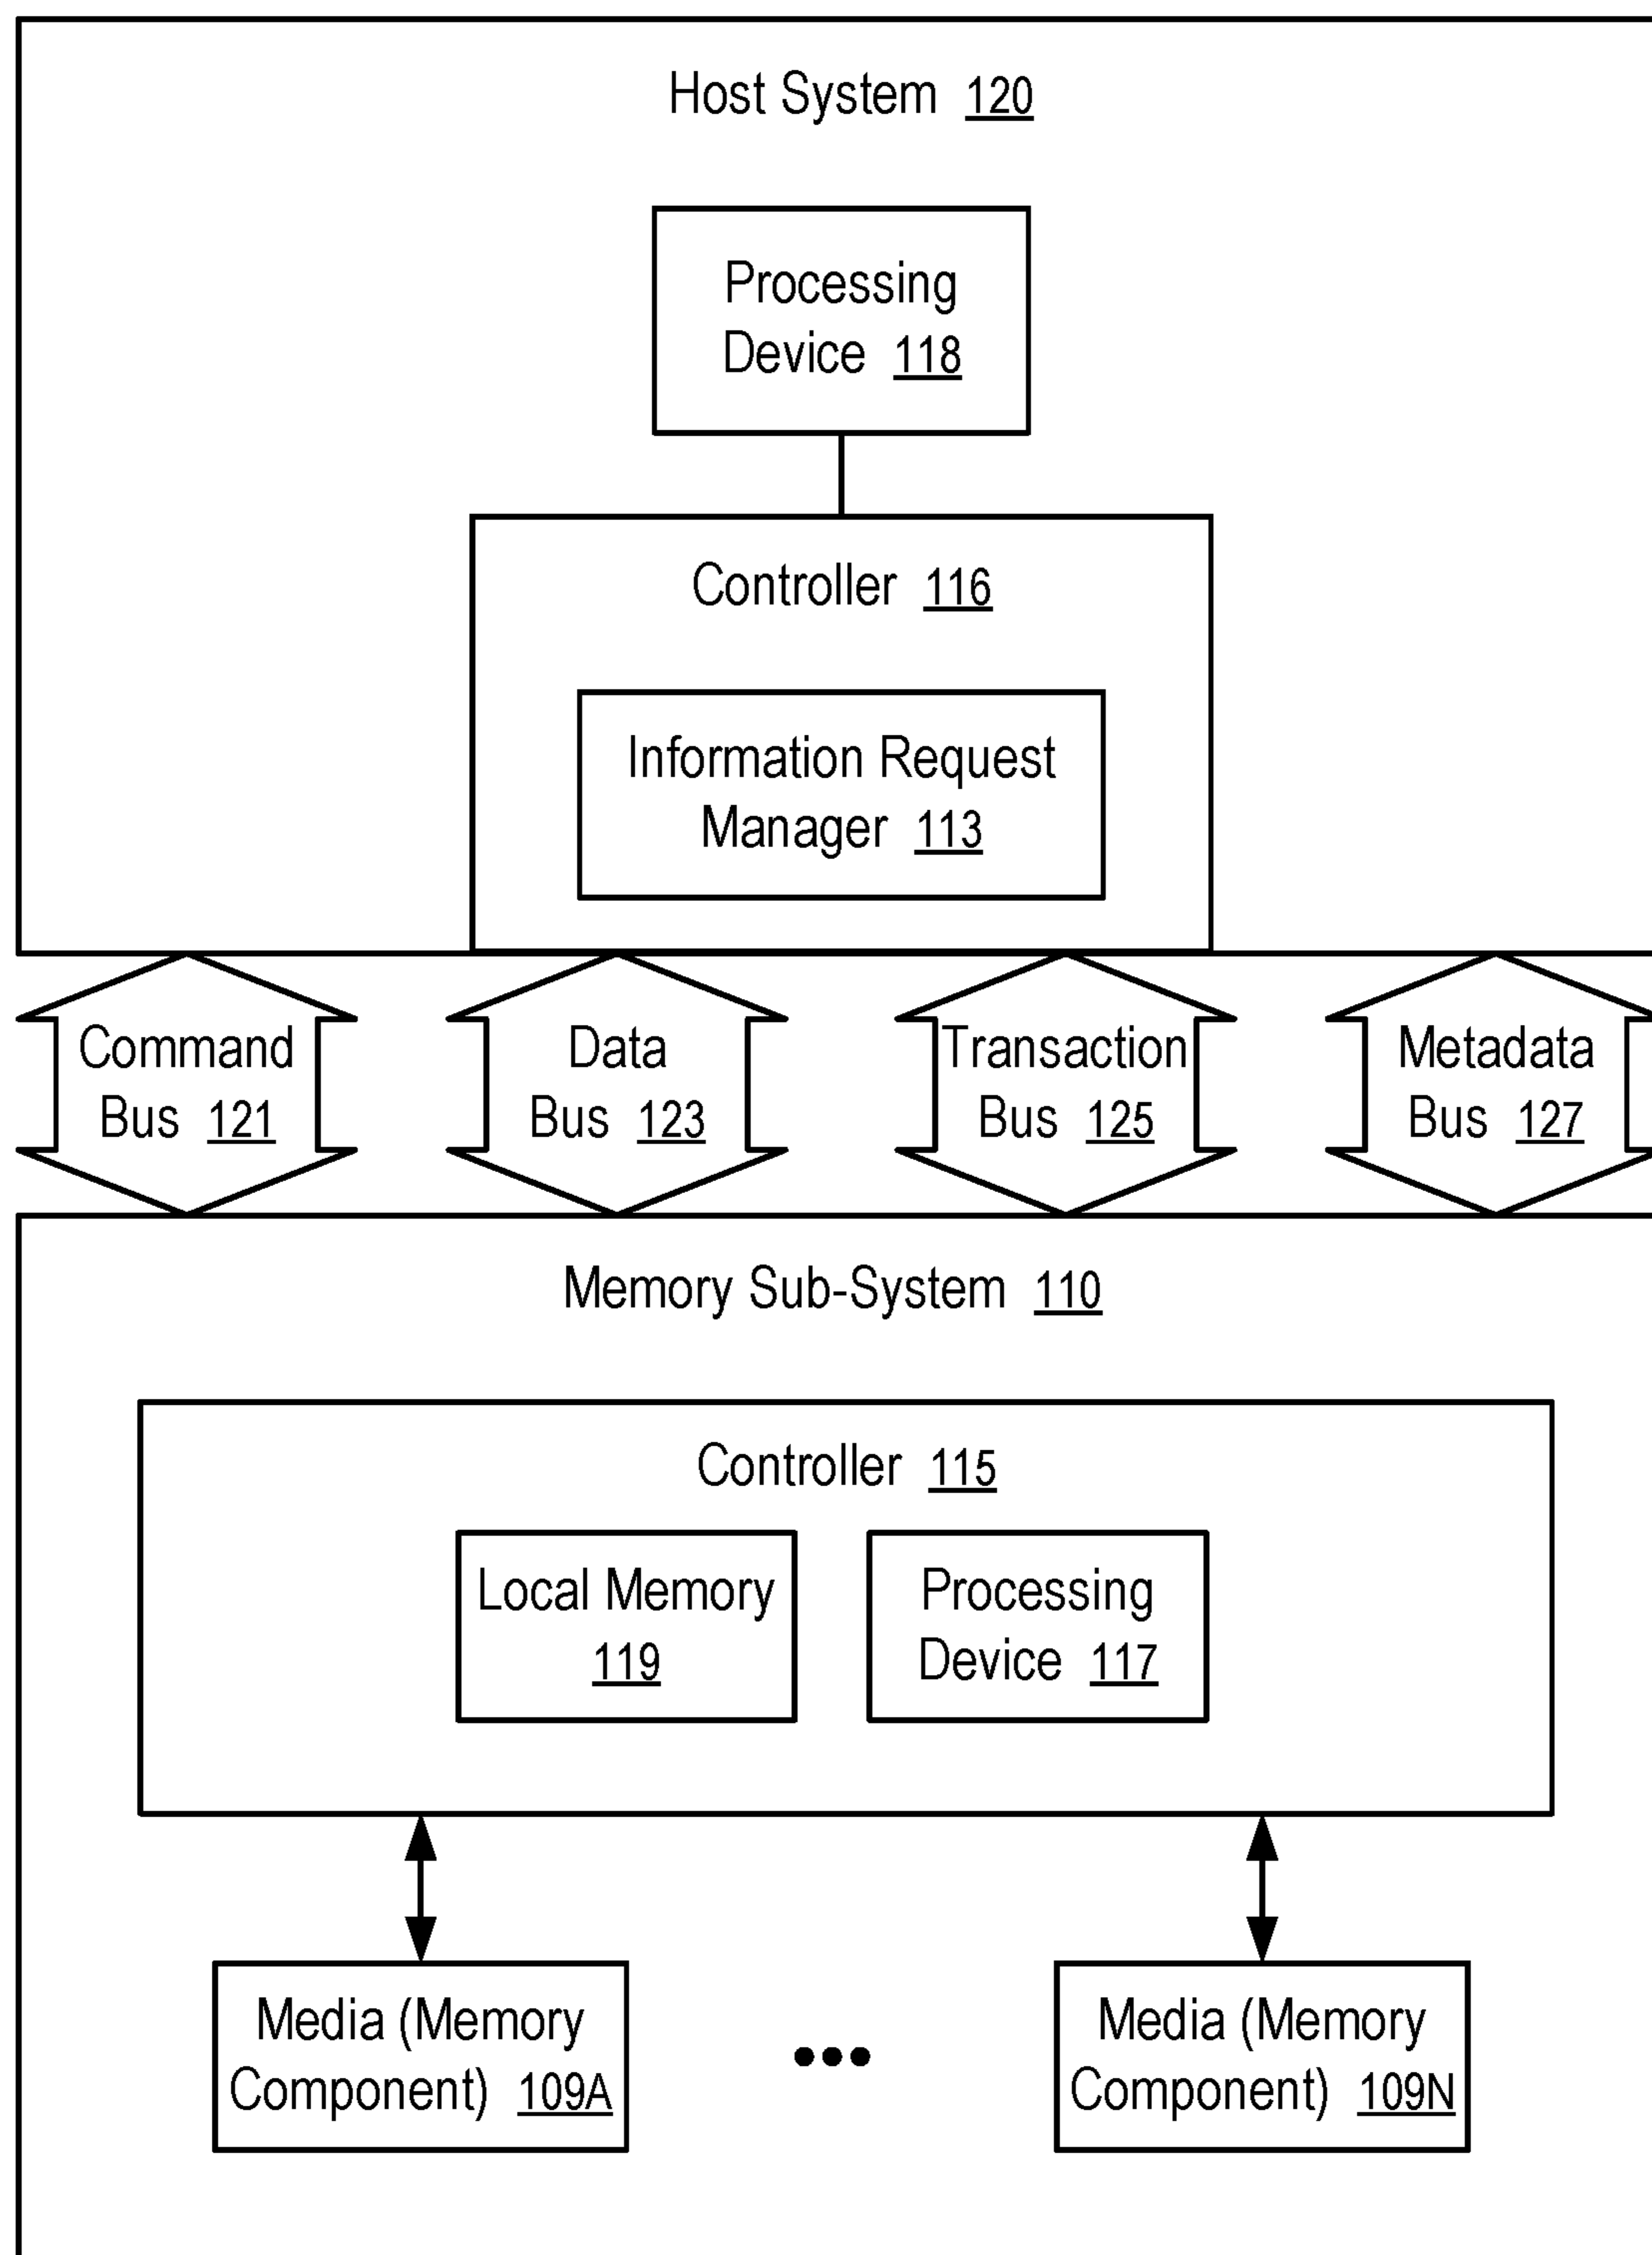 Host System 120
Processing
Device 118
Controller 116
Information Request
Manager 113
Command
Bus 121
Data
Bus 123
Transaction
Bus 125
Metadata
Bus 127
Memory Sub-System 110
Controller 115
Local Memory
119
Processing
Device 117
Media (Memory
Component) 109A
•••
Media (Memory
Component) 109N